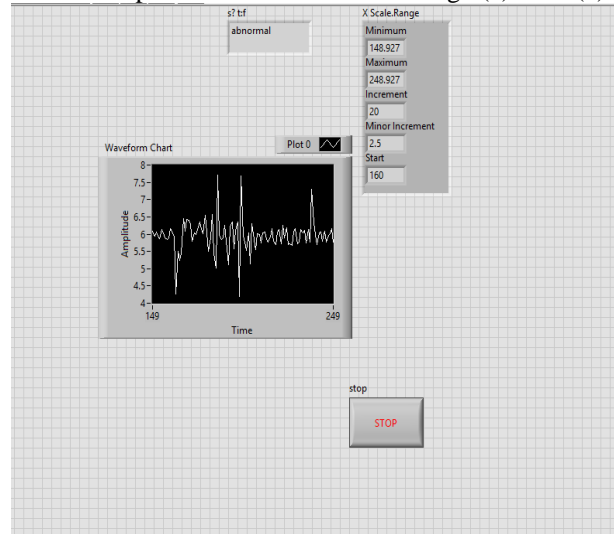 s? t:f
abnormal
X Scale.Range
Minimum
148.927
Maximum
248.927
Increment
20
Minor Increment
2.5
Start
160
Waveform Chart
Plot 0
8
7.5
7
6.5
6
5.5
5
4.5
4
Amplitude
149
249
Time
stop
STOP